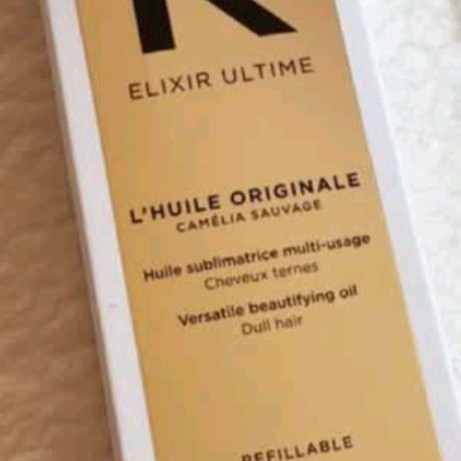 K
ELIXIR ULTIME
L'HUILE ORIGINALE
CAMÉLIA SAUVAGE
Huile sublimatrice multi-usage
Cheveux ternes
Versatile beautifying oil
Dull hair
REFILLABLE